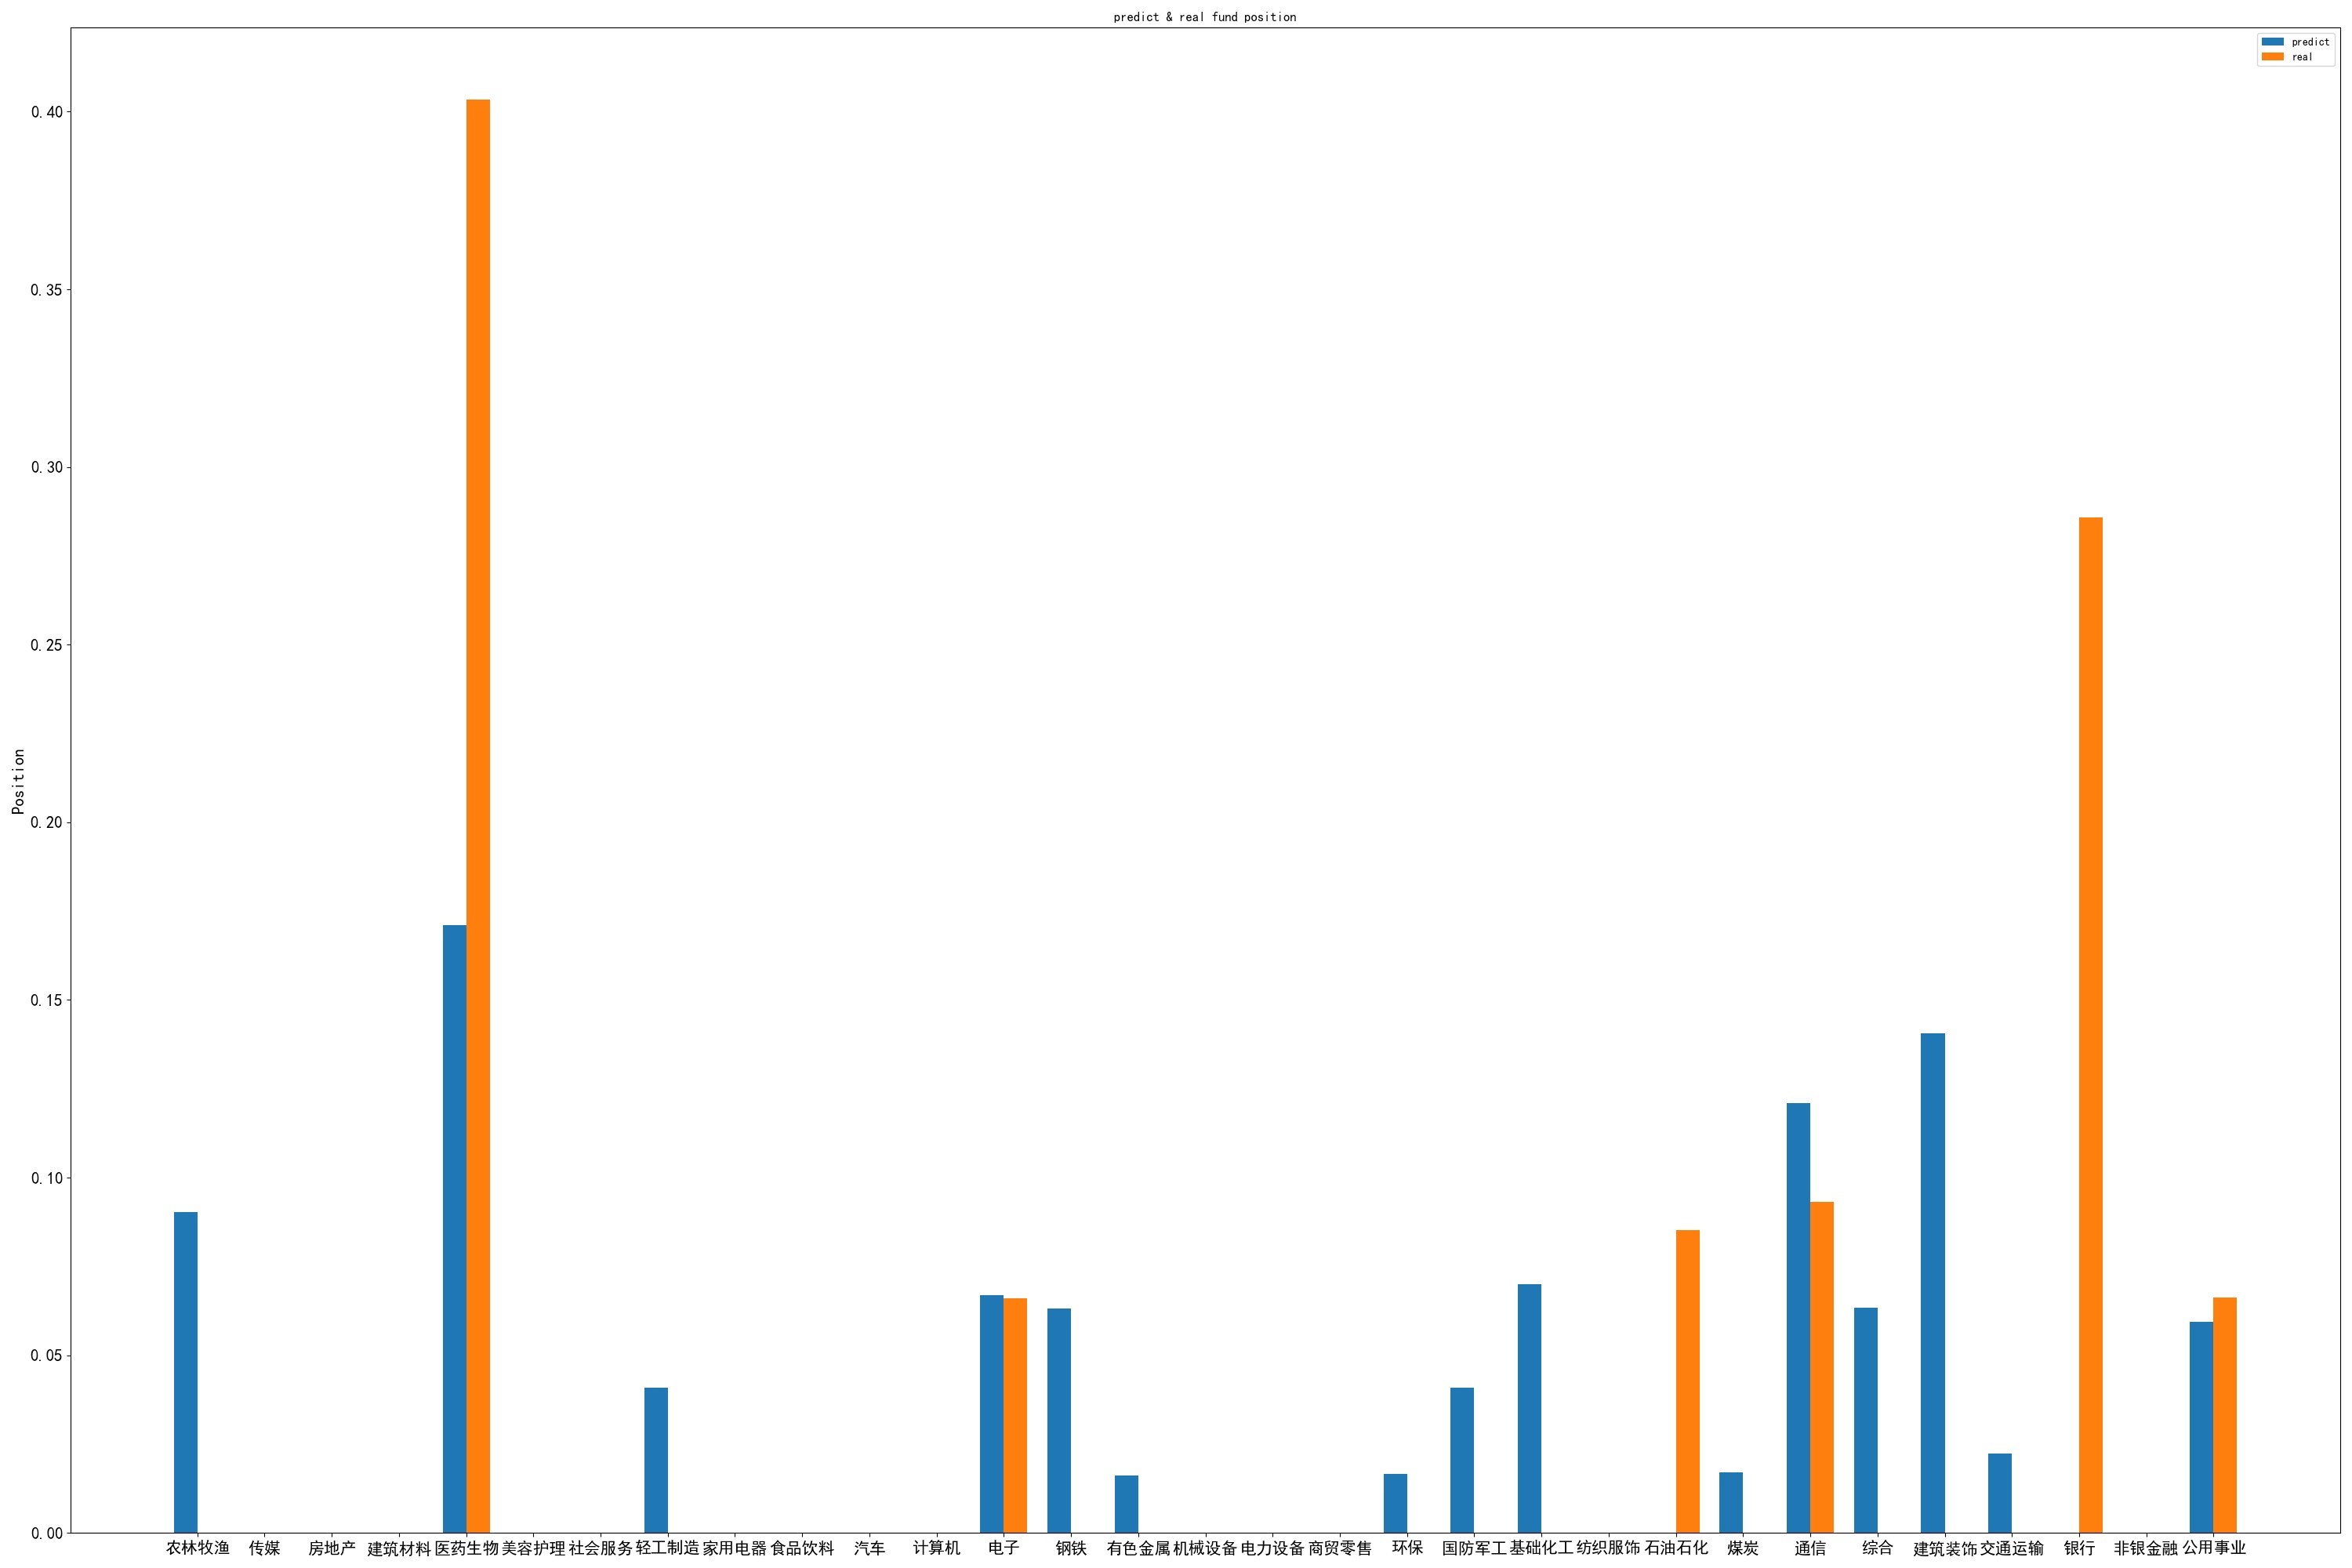 predict & real fund position
predict
real
0.40
0.35
0.30
0.25
0.20
0.15
0.10
0.05
0.00
Position
农林牧渔 传媒 房地产 建筑材料 医药生物 美容护理 社会服务 轻工制造 家用电器 食品饮料 汽车 计算机 电子 钢铁 有色金属 机械设备 电力设备 商贸零售 环保 国防军工 基础化工 纺织服饰 石油石化 煤炭 通信 综合 建筑装饰 交通运输 银行 非银金融 公用事业